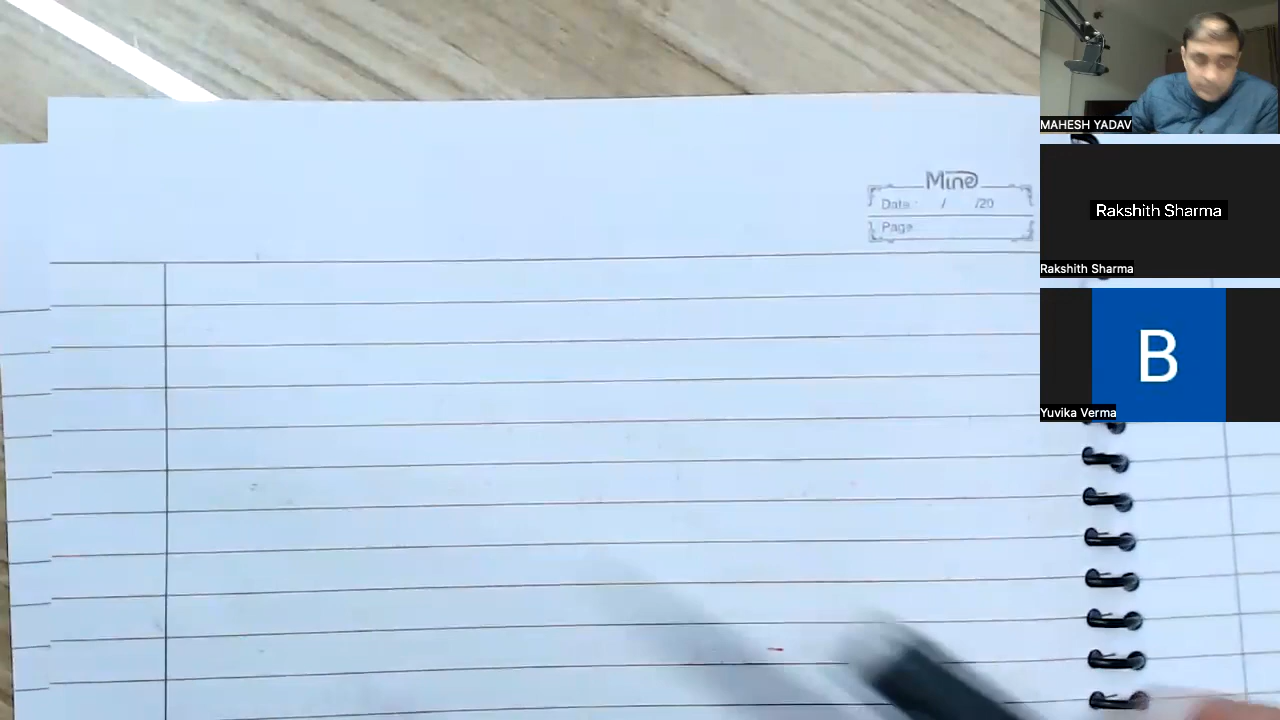 Mine
Date : / /20
Page
MAHESH YADAV
Rakshith Sharma
Rakshith Sharma
B
Yuvika Verma